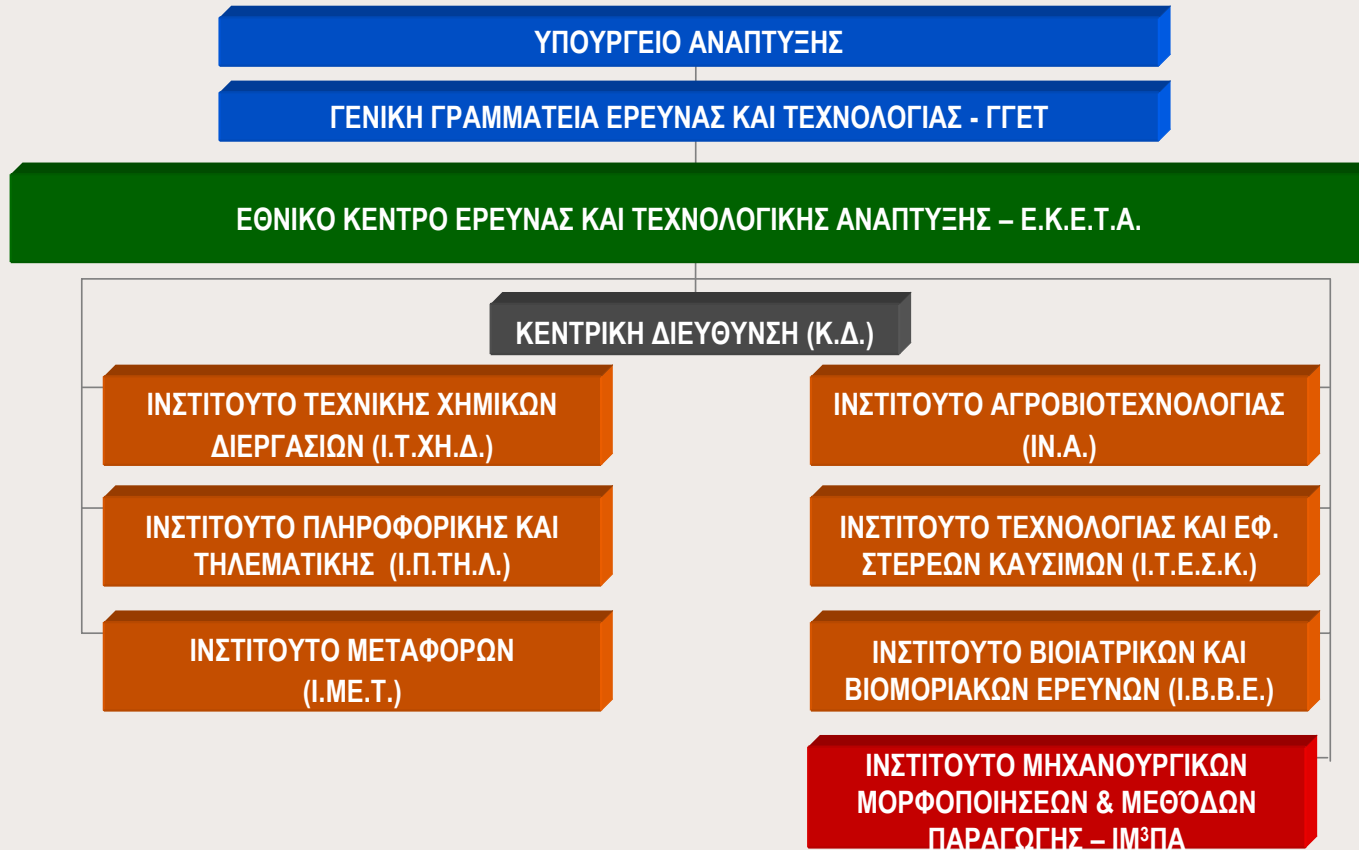 ΥΠΟΥΡΓΕΙΟ ΑΝΑΠΤΥΞΗΣ
ΓΕΝΙΚΗ ΓΡΑΜΜΑΤΕΙΑ ΕΡΕΥΝΑΣ ΚΑΙ ΤΕΧΝΟΛΟΓΙΑΣ - ΓΓΕΤ
ΕΘΝΙΚΟ ΚΕΝΤΡΟ ΕΡΕΥΝΑΣ ΚΑΙ ΤΕΧΝΟΛΟΓΙΚΗΣ ΑΝΑΠΤΥΞΗΣ – Ε.Κ.Ε.Τ.Α.
ΚΕΝΤΡΙΚΗ ΔΙΕΥΘΥΝΣΗ (Κ.Δ.)
ΙΝΣΤΙΤΟΥΤΟ ΤΕΧΝΙΚΗΣ ΧΗΜΙΚΩΝ
ΔΙΕΡΓΑΣΙΩΝ (Ι.Τ.ΧΗ.Δ.)
ΙΝΣΤΙΤΟΥΤΟ ΠΛΗΡΟΦΟΡΙΚΗΣ ΚΑΙ
ΤΗΛΕΜΑΤΙΚΗΣ (Ι.Π.ΤΗ.Λ.)
ΙΝΣΤΙΤΟΥΤΟ ΜΕΤΑΦΟΡΩΝ
(Ι.ΜΕ.Τ.)
ΙΝΣΤΙΤΟΥΤΟ ΑΓΡΟΒΙΟΤΕΧΝΟΛΟΓΙΑΣ
(ΙΝ.Α.)
ΙΝΣΤΙΤΟΥΤΟ ΤΕΧΝΟΛΟΓΙΑΣ ΚΑΙ ΕΦ.
ΣΤΕΡΕΩΝ ΚΑΥΣΙΜΩΝ (Ι.Τ.Ε.Σ.Κ.)
ΙΝΣΤΙΤΟΥΤΟ ΒΙΟΙΑΤΡΙΚΩΝ ΚΑΙ
ΒΙΟΜΟΡΙΑΚΩΝ ΕΡΕΥΝΩΝ (Ι.Β.Β.Ε.)
ΙΝΣΤΙΤΟΥΤΟ ΜΗΧΑΝΟΥΡΓΙΚΩΝ
ΜΟΡΦΟΠΟΙΗΣΕΩΝ & ΜΕΘΌΔΩΝ
ΠΑΡΑΓΩΓΗΣ – ΙΜ³ΠΑ